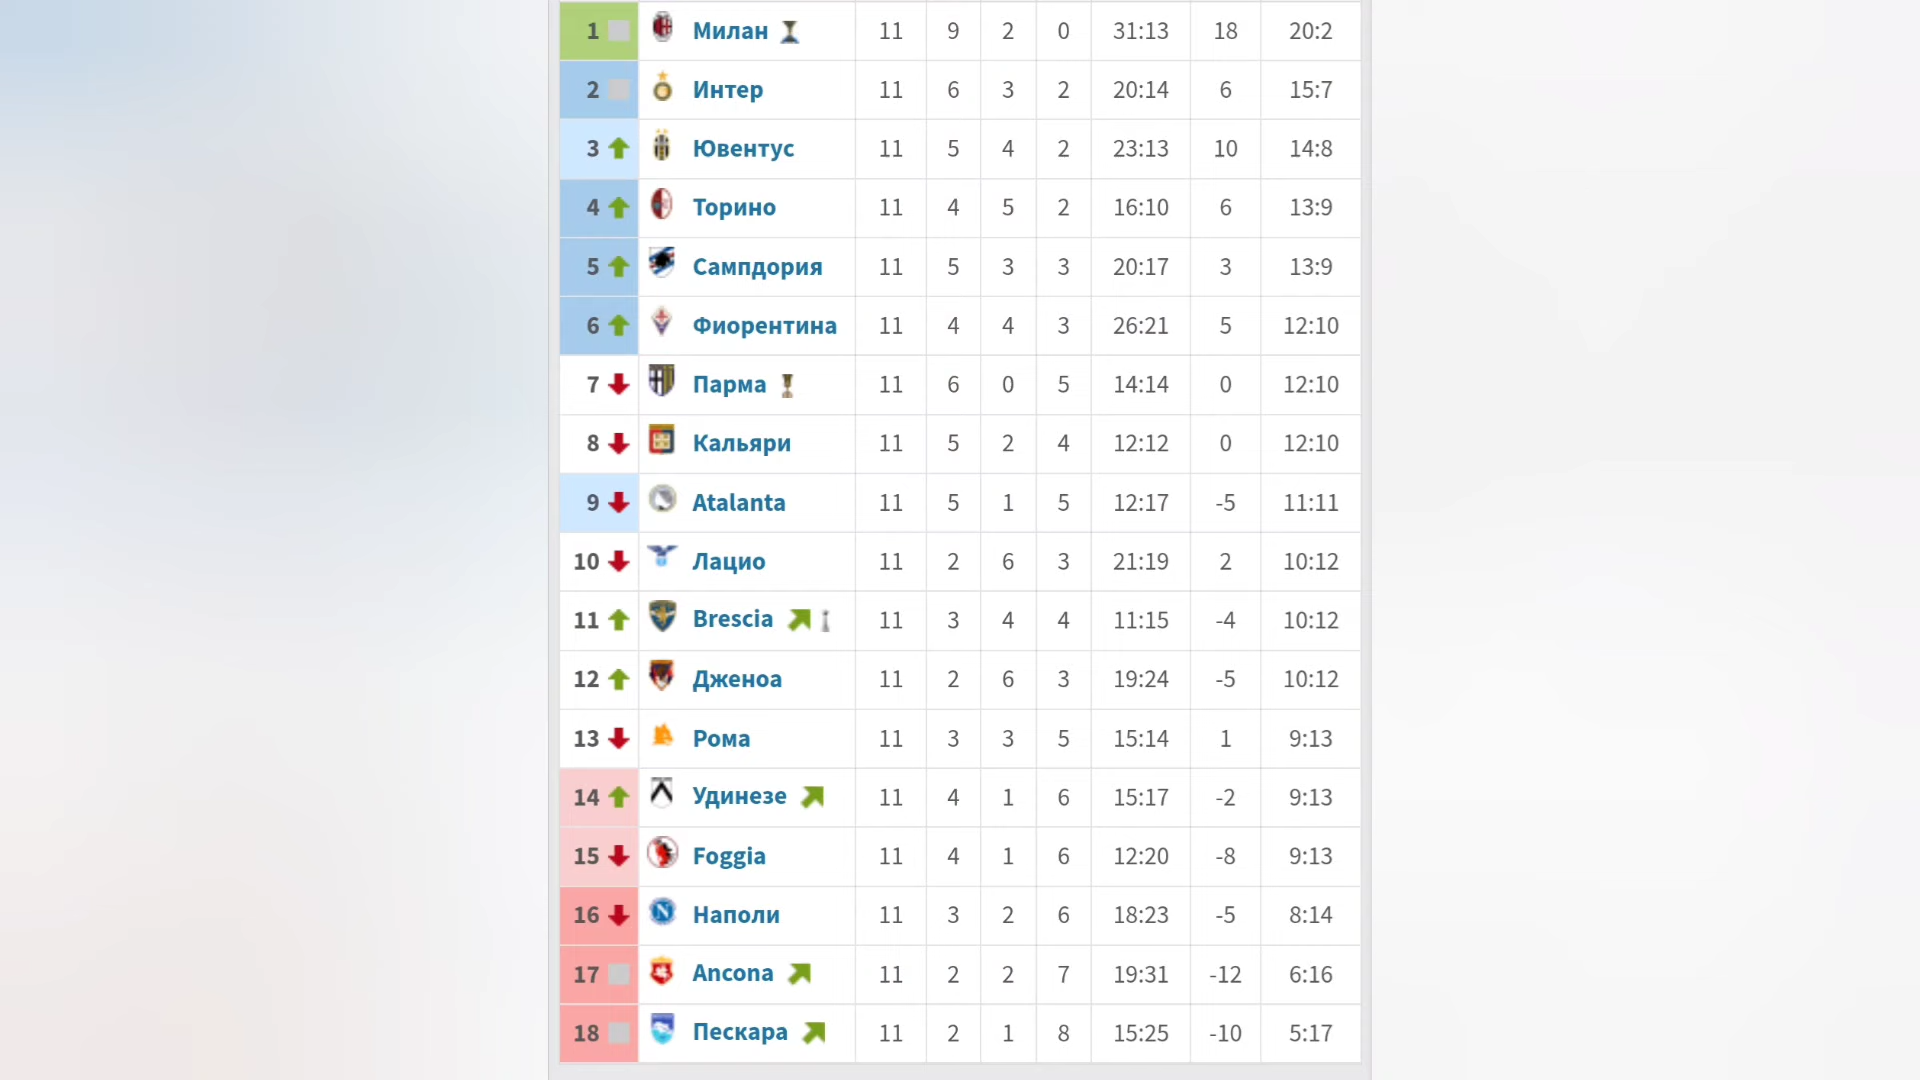 1 Милан 11 9 2 0 31:13 18 20:2
2 Интер 11 6 3 2 20:14 6 15:7
3 Ювентус 11 5 4 2 23:13 10 14:8
4 Торино 11 4 5 2 16:10 6 13:9
5 Сампдория 11 5 3 3 20:17 3 13:9
6 Фиорентина 11 4 4 3 26:21 5 12:10
7 Парма 11 6 0 5 14:14 0 12:10
8 Кальяри 11 5 2 4 12:12 0 12:10
9 Atalanta 11 5 1 5 12:17 -5 11:11
10 Лацио 11 2 6 3 21:19 2 10:12
11 Brescia 11 3 4 4 11:15 -4 10:12
12 Дженоа 11 2 6 3 19:24 -5 10:12
13 Рома 11 3 3 5 15:14 1 9:13
14 Удинезе 11 4 1 6 15:17 -2 9:13
15 Foggia 11 4 1 6 12:20 -8 9:13
16 Наполи 11 3 2 6 18:23 -5 8:14
17 Ancona 11 2 2 7 19:31 -12 6:16
18 Пескара 11 2 1 8 15:25 -10 5:17